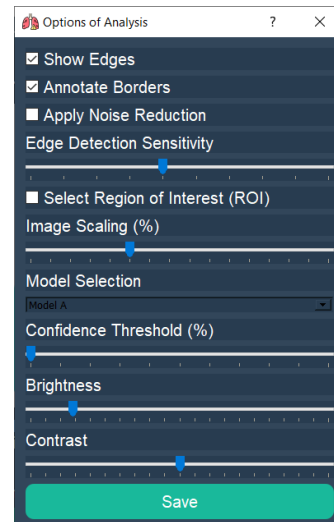 Options of Analysis
Show Edges
Annotate Borders
Apply Noise Reduction
Edge Detection Sensitivity
Select Region of Interest (ROI)
Image Scaling (%)
Model Selection
Model A
Confidence Threshold (%)
Brightness
Contrast
Save